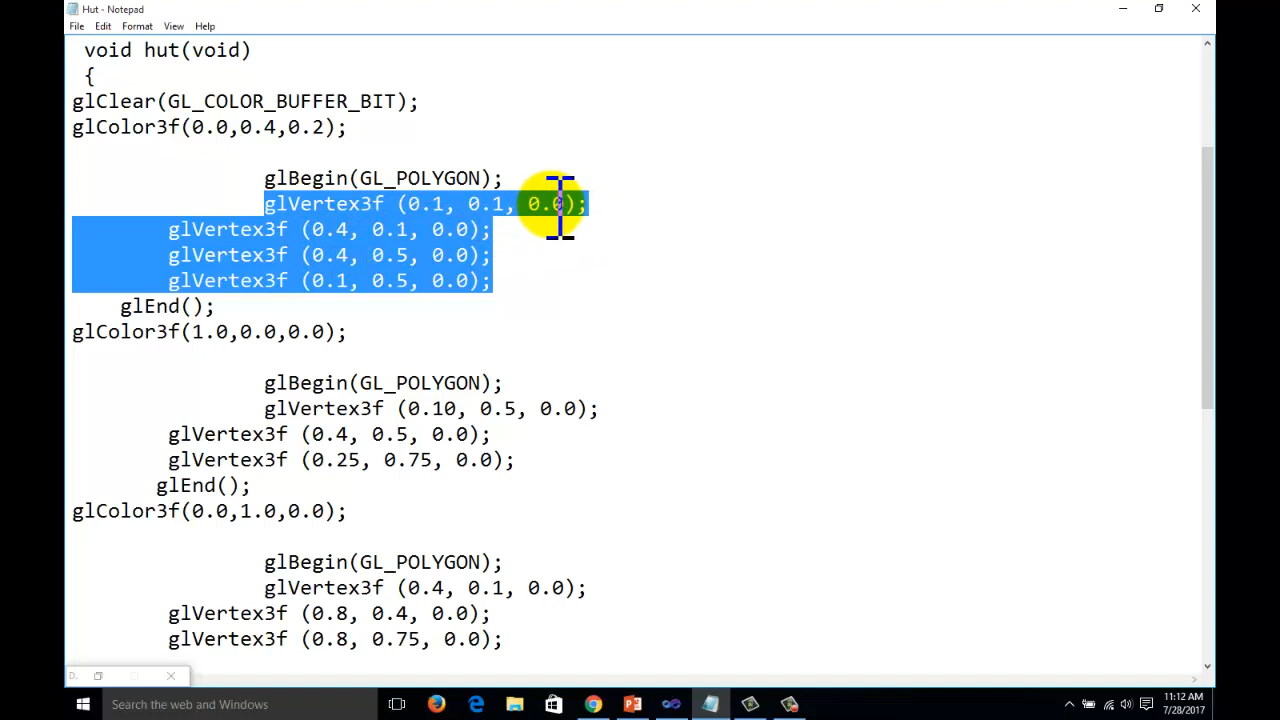 Hut - Notepad
File Edit Format View Help
void hut(void)
{
glClear(GL_COLOR_BUFFER_BIT);
glColor3f(0.0,0.4,0.2);
glBegin(GL_POLYGON);
glVertex3f (0.1, 0.1, 0.0);
glVertex3f (0.4, 0.1, 0.0);
glVertex3f (0.4, 0.5, 0.0);
glVertex3f (0.1, 0.5, 0.0);
glEnd();
glColor3f(1.0,0.0,0.0);
glBegin(GL_POLYGON);
glVertex3f (0.10, 0.5, 0.0);
glVertex3f (0.4, 0.5, 0.0);
glVertex3f (0.25, 0.75, 0.0);
glEnd();
glColor3f(0.0,1.0,0.0);
glBegin(GL_POLYGON);
glVertex3f (0.4, 0.1, 0.0);
glVertex3f (0.8, 0.4, 0.0);
glVertex3f (0.8, 0.75, 0.0);
D.
Search the web and Windows
11:12 AM
7/28/2017